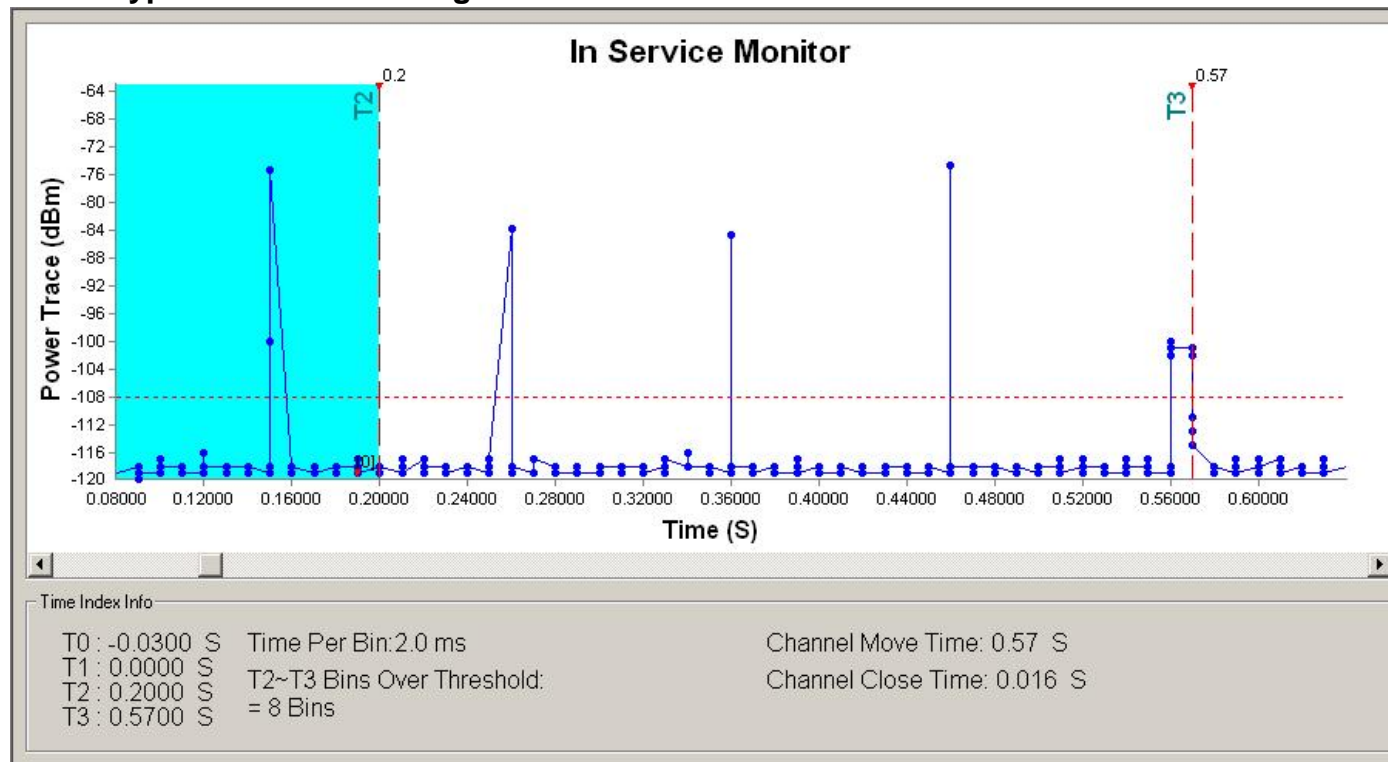 In Service Monitor
0.2
0.57
T2
T3
-64
-68
-72
-76
-80
-84
-88
-92
-96
-100
-104
-108
-112
-116
-120
Power Trace (dBm)
[0]
0.08000 0.12000 0.16000 0.20000 0.24000 0.28000 0.32000 0.36000 0.40000 0.44000 0.48000 0.52000 0.56000 0.60000
Time (S)
Time Index Info
T0 : -0.0300 S
T1 : 0.0000 S
T2 : 0.2000 S
T3 : 0.5700 S
Time Per Bin:2.0 ms
T2~T3 Bins Over Threshold:
= 8 Bins
Channel Move Time: 0.57 S
Channel Close Time: 0.016 S